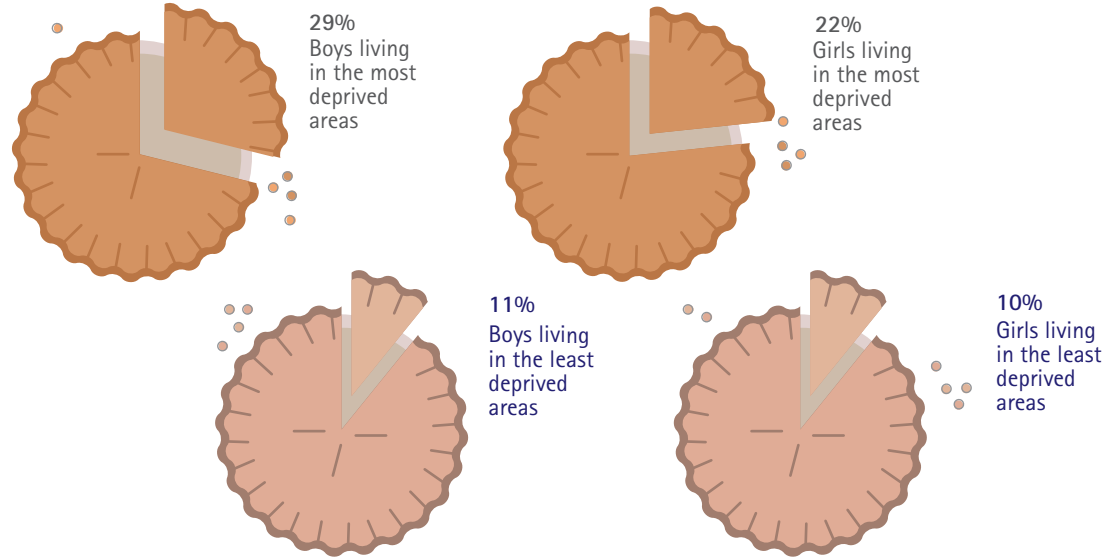 29%
Boys living
in the most
deprived
areas
22%
Girls living
in the most
deprived
areas
11%
Boys living
in the least
deprived
areas
10%
Girls living
in the least
deprived
areas